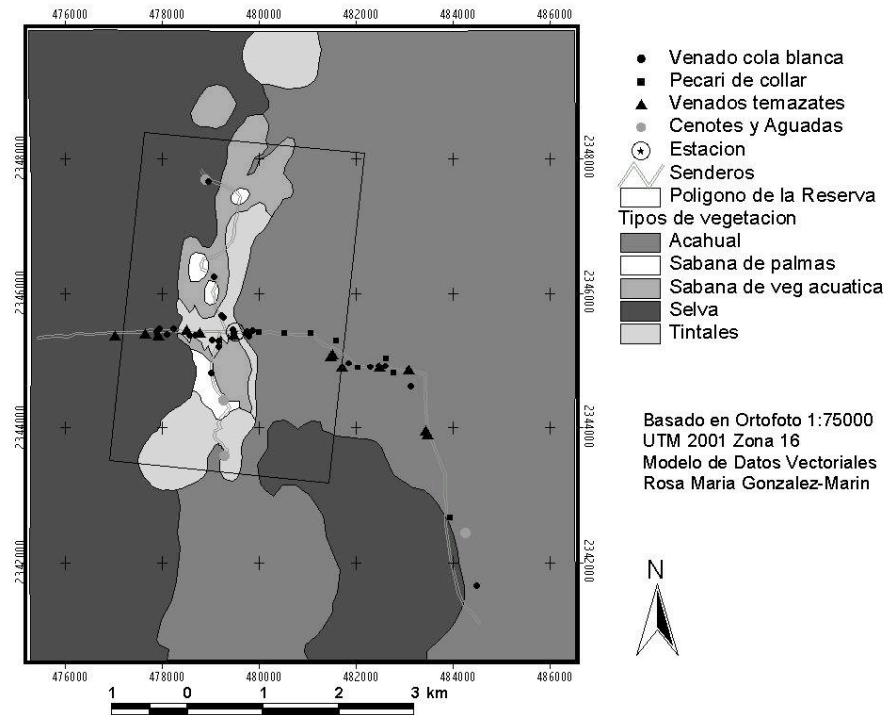 476000 478000 480000 482000 484000 486000
2348000 2348000
2346000 2346000
2344000 2344000
2342000 2342000
476000 478000 480000 482000 484000 486000
1 0 1 2 3 km
Venado cola blanca
Pecari de collar
Venados temazates
Cenotes y Aguadas
Estacion
Senderos
Poligono de la Reserva
Tipos de vegetacion
Acahual
Sabana de palmas
Sabana de veg acuatica
Selva
Tintales
Basado en Ortofoto 1:75000
UTM 2001 Zona 16
Modelo de Datos Vectoriales
Rosa Maria Gonzalez-Marin
N